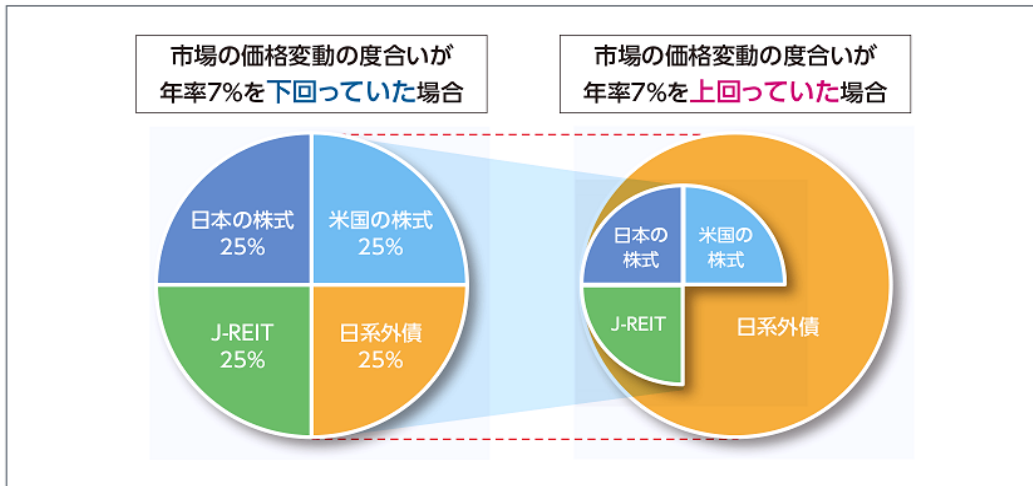 市場の価格変動の度合いが
年率7%を下回っていた場合
市場の価格変動の度合いが
年率7%を上回っていた場合
日本の株式
25%
米国の株式
25%
J-REIT
25%
日系外債
25%
日本の
株式
米国の
株式
J-REIT
日系外債